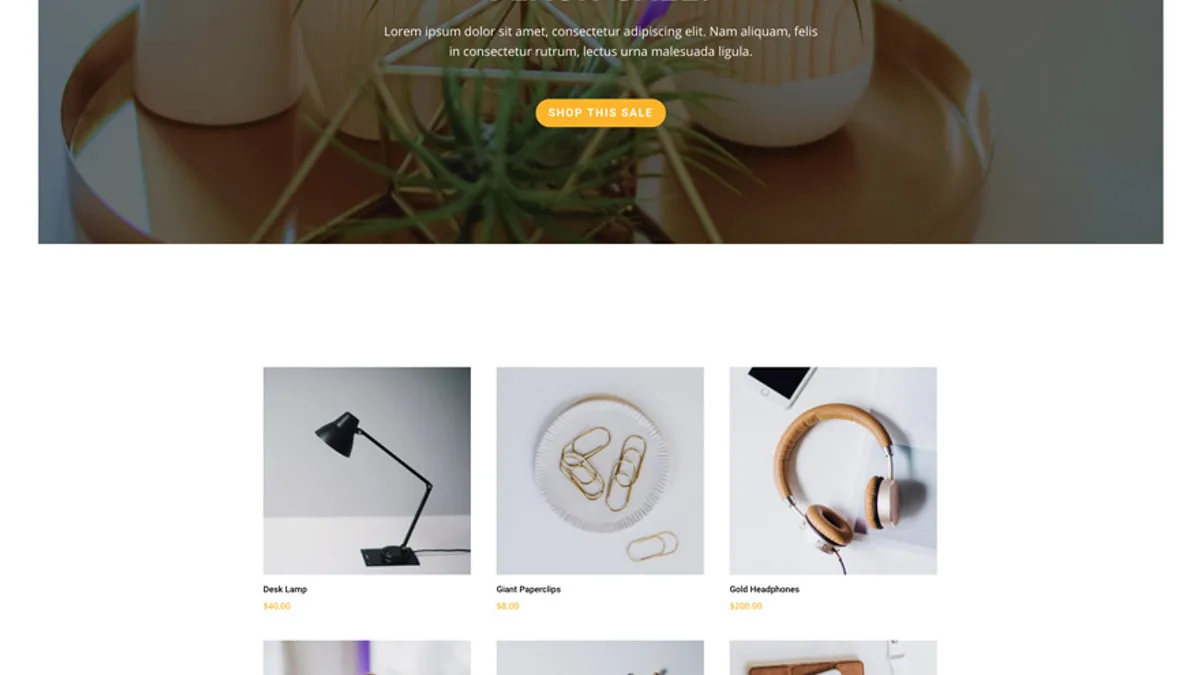 Lorem ipsum dolor sit amet, consectetur adipiscing elit. Nam aliquam, felis
in consectetur rutrum, lectus urna malesuada ligula.
SHOP THIS SALE
Desk Lamp
Giant Paperclips
Gold Headphones
$40.00
$8.00
$200.00